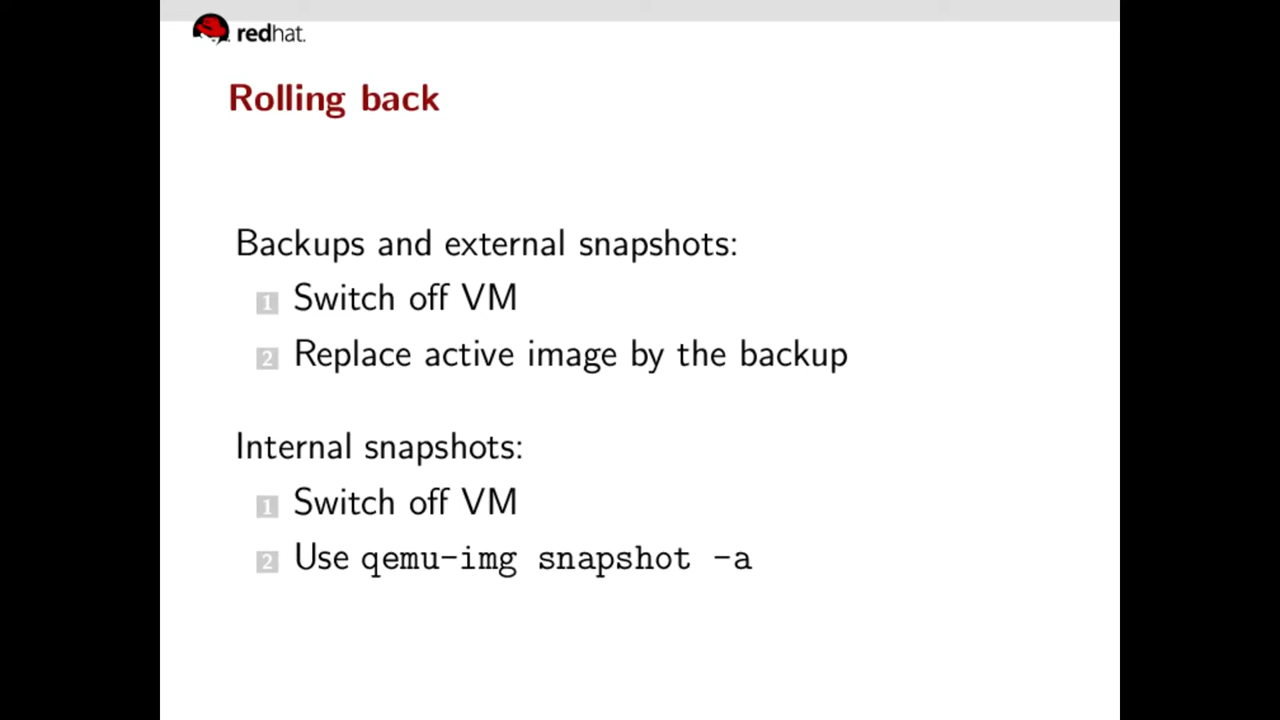 redhat.
Rolling back
Backups and external snapshots:
1 Switch off VM
2 Replace active image by the backup
Internal snapshots:
1 Switch off VM
2 Use qemu-img snapshot -a